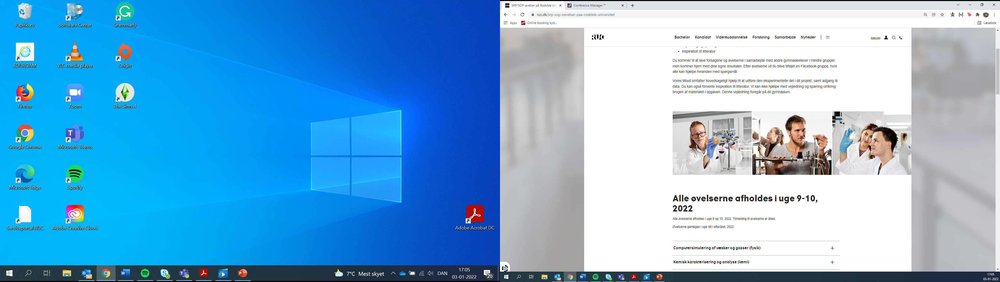 Papirkurv
Software Center
Grammarly
EDUROAM
VLC media player
Origin
Firefox
Zoom
The Sims 4
Google Chrome
Microsoft Teams
Microsoft Edge
Spotify
Serviceportal RUC
Adobe Creative Cloud
Adobe Acrobat DC
7°C Mest skyet
DAN
17:05
03-01-2022
20
SRP/SOP-øvelser på Roskilde Un
Conference Manager ™
ruc.dk/srp-sop-oevelser-paa-roskilde-universitet
Apps
Online booking syst...
Læseliste
RUC
Bachelor Kandidat Videreuddannelse Forskning Samarbejde Nyheder
ENGLISH
• Inspiration til litteratur
Du kommer til at lave forsøgene og øvelserne i samarbejde med andre gymnasieelever i mindre grupper,
men kommer hjem med dine egne resultater. Efter øvelserne vil du blive tilføjet en Facebook-gruppe, hvor
alle kan hjælpe hinanden med spørgsmål.
Vores tilbud omfatter hovedsageligt hjælp til at udføre den eksperimentelle del i dit projekt, samt adgang til
data. Du kan også forvente inspiration til litteratur. Vi kan ikke hjælpe med vejledning og sparring omkring
brugen af materialet i opgaven. Denne vejledning foregår på dit gymnasium.
Alle øvelserne afholdes i uge 9-10,
2022
Alle øvelserne afholdes i uge 9 og 10, 2022. Tilmelding til øvelserne er åben.
Øvelserne gentages i uge 46 i efteråret, 2022.
Computersimulering af væsker og gasser (fysik)
Kemisk karakterisering og analyse (kemi)
17:05
03-01-2022